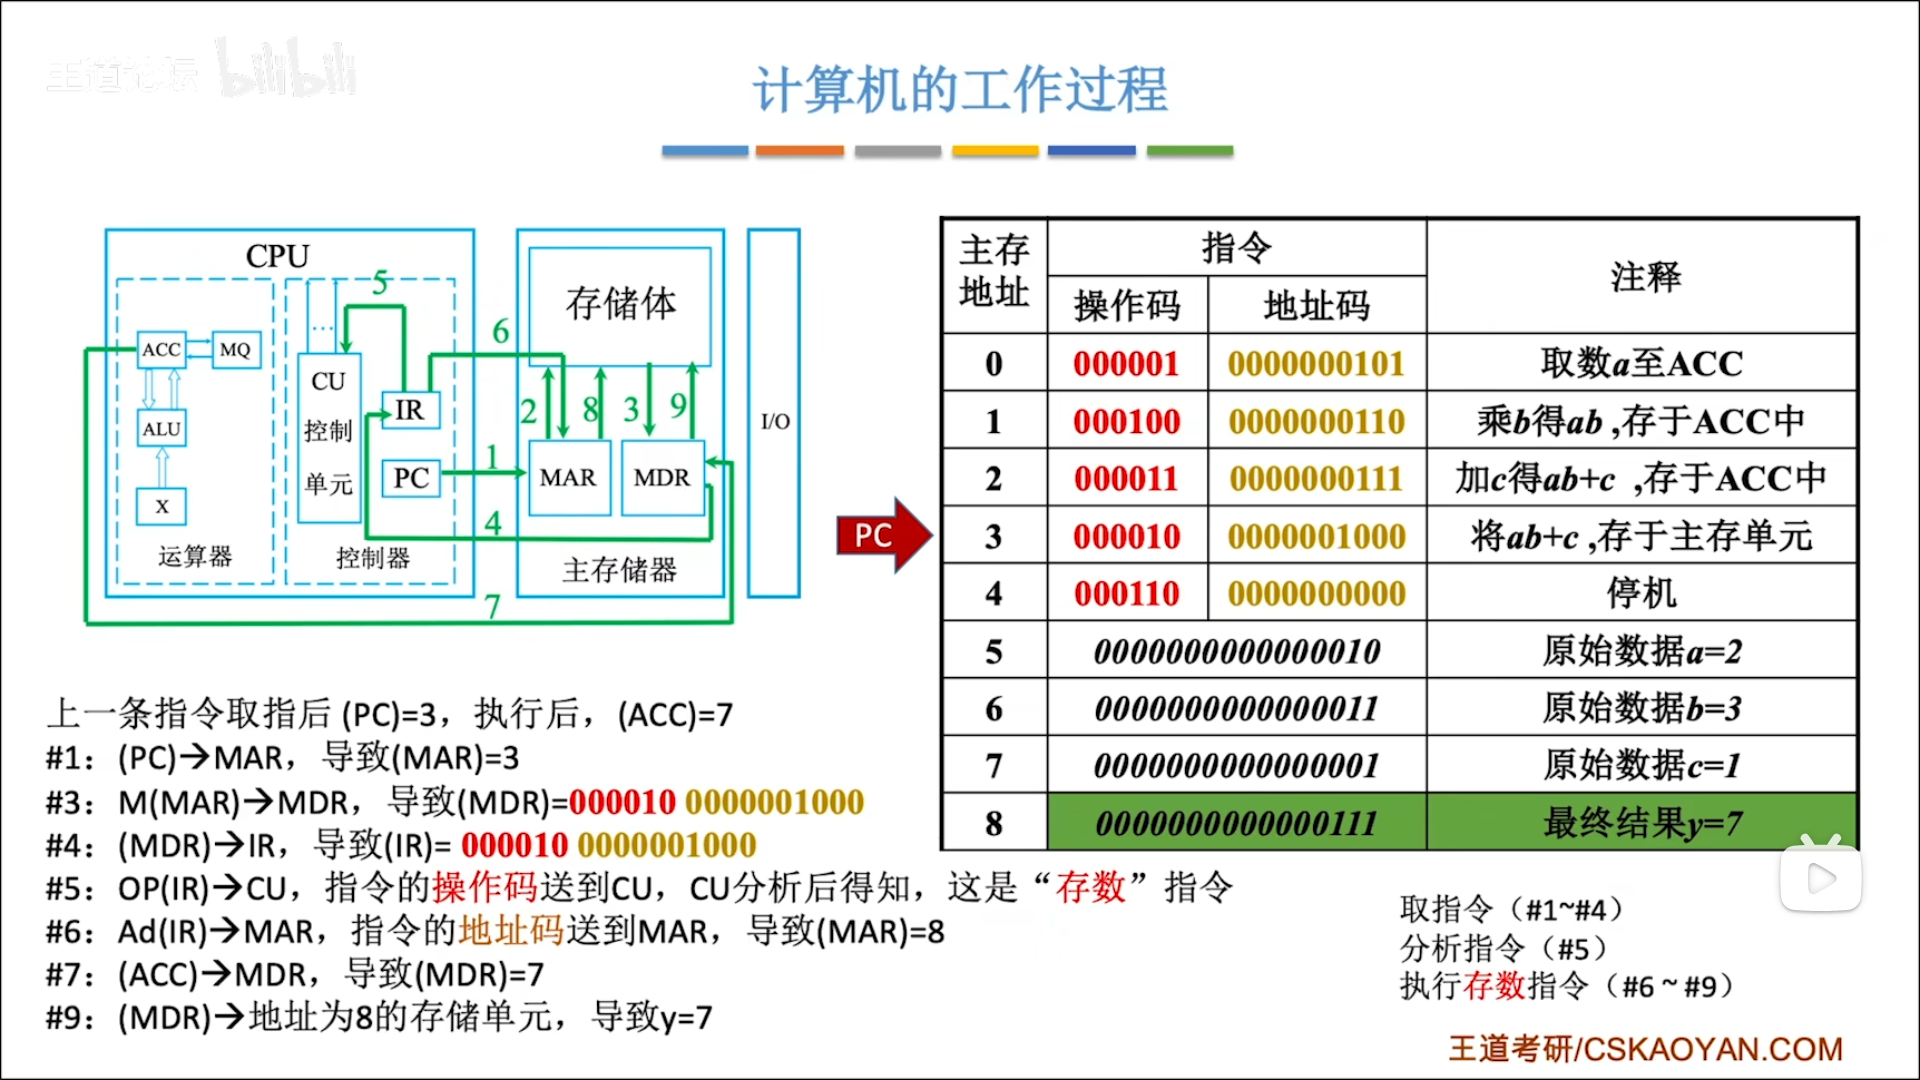 王道论坛 bilibili
计算机的工作过程
CPU
ACC
MQ
ALU
X
运算器
...
CU
控制
单元
IR
PC
控制器
存储体
MAR
MDR
主存储器
I/O
5
6
2
8
3
9
1
4
7
PC
主存地址 指令 注释
操作码 地址码
0 000001 0000000101 取数a至ACC
1 000100 0000000110 乘b得ab ,存于ACC中
2 000011 0000000111 加c得ab+c ,存于ACC中
3 000010 0000001000 将ab+c ,存于主存单元
4 000110 0000000000 停机
5 0000000000000010 原始数据a=2
6 0000000000000011 原始数据b=3
7 0000000000000001 原始数据c=1
8 0000000000000111 最终结果y=7
上一条指令取指后 (PC)=3，执行后，(ACC)=7
#1：(PC)→MAR，导致(MAR)=3
#3：M(MAR)→MDR，导致(MDR)=000010 0000001000
#4：(MDR)→IR，导致(IR)= 000010 0000001000
#5：OP(IR)→CU，指令的操作码送到CU，CU分析后得知，这是“存数”指令
#6：Ad(IR)→MAR，指令的地址码送到MAR，导致(MAR)=8
#7：(ACC)→MDR，导致(MDR)=7
#9：(MDR)→地址为8的存储单元，导致y=7
取指令（#1~#4）
分析指令（#5）
执行存数指令（#6 ~ #9）
王道考研/CSKAOYAN.COM